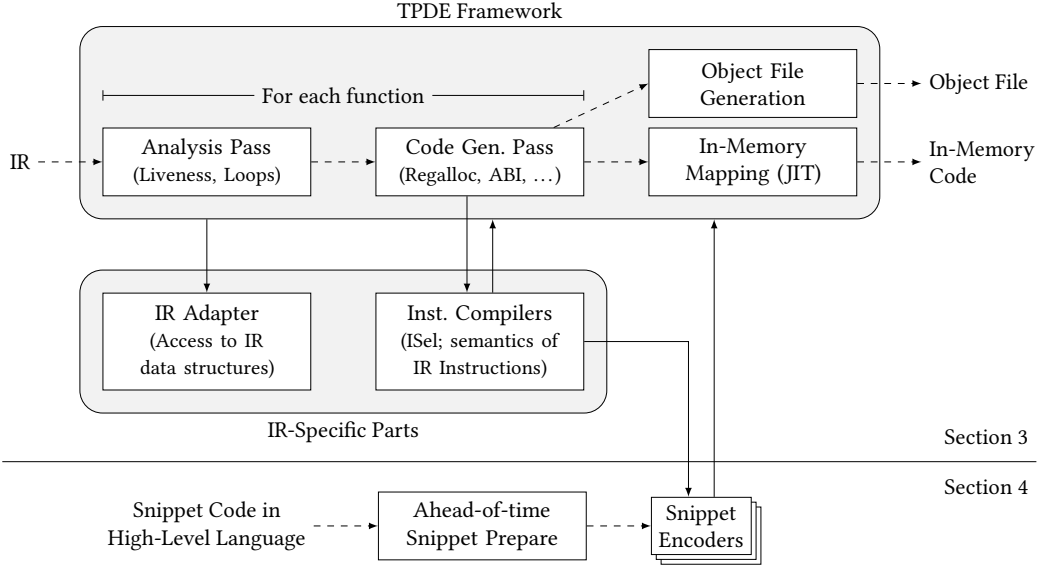 TPDE Framework
For each function
Object File
Generation
Object File
IR
Analysis Pass
(Liveness, Loops)
Code Gen. Pass
(Regalloc, ABI, …)
In-Memory
Mapping (JIT)
In-Memory
Code
IR Adapter
(Access to IR
data structures)
Inst. Compilers
(ISel; semantics of
IR Instructions)
IR-Specific Parts
Section 3
Section 4
Snippet Code in
High-Level Language
Ahead-of-time
Snippet Prepare
Snippet
Encoders